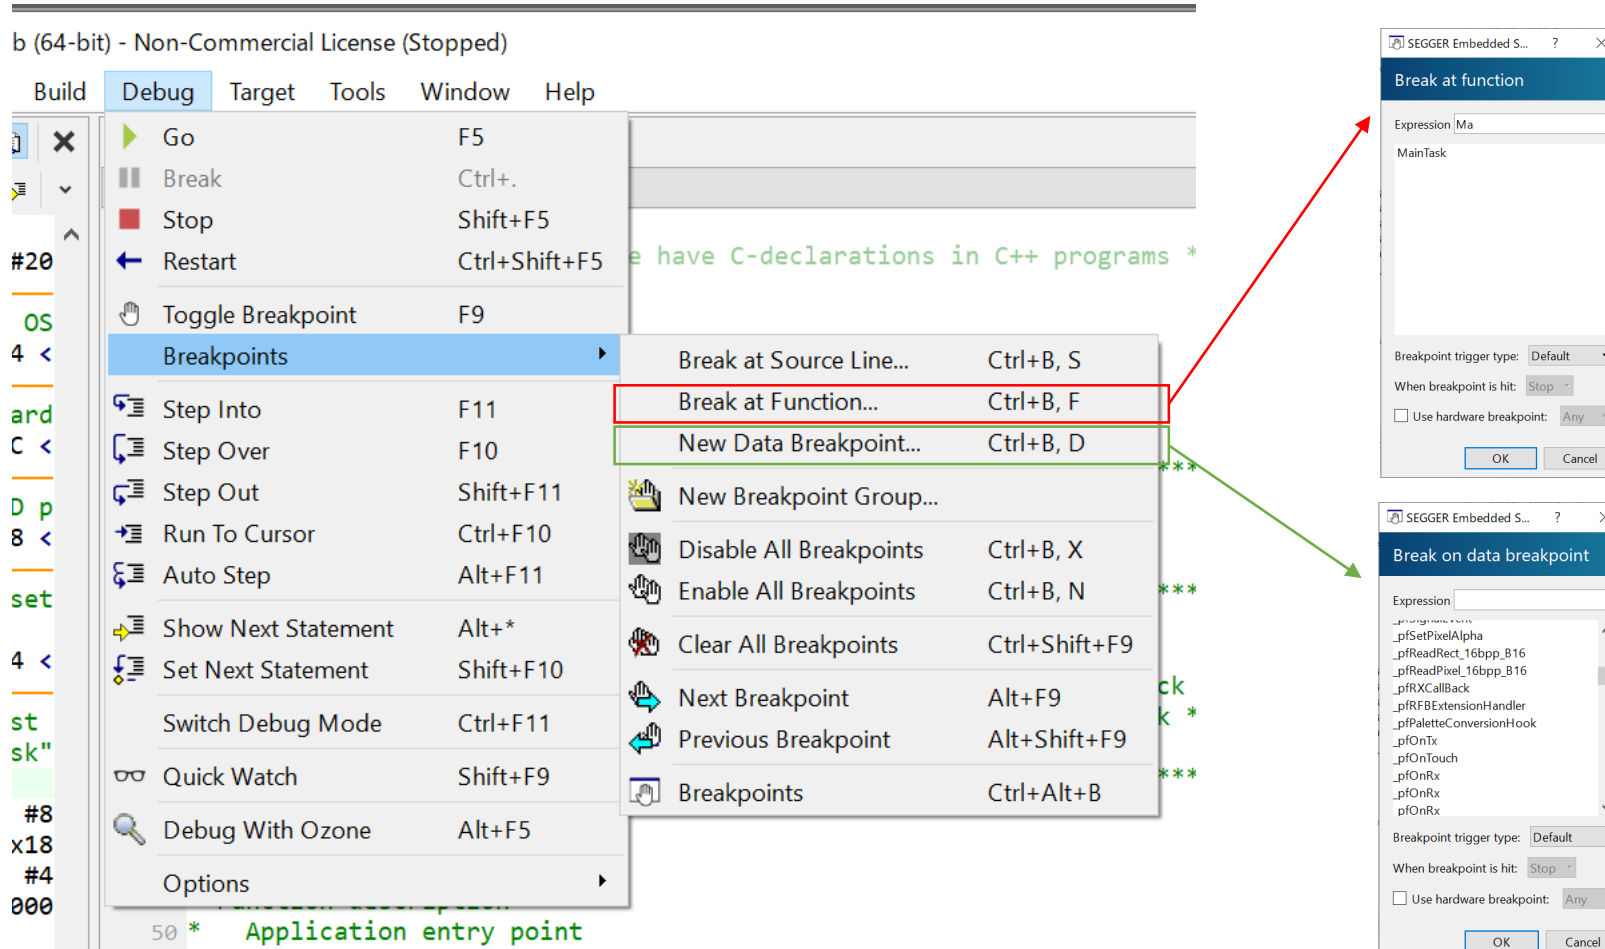 b (64-bit) - Non-Commercial License (Stopped)
Build Debug Target Tools Window Help
Go F5
Break Ctrl+.
Stop Shift+F5
Restart Ctrl+Shift+F5
Toggle Breakpoint F9
Breakpoints
Step Into F11
Step Over F10
Step Out Shift+F11
Run To Cursor Ctrl+F10
Auto Step Alt+F11
Show Next Statement Alt+*
Set Next Statement Shift+F10
Switch Debug Mode Ctrl+F11
Quick Watch Shift+F9
Debug With Ozone Alt+F5
Options
Break at Source Line... Ctrl+B, S
Break at Function... Ctrl+B, F
New Data Breakpoint... Ctrl+B, D
New Breakpoint Group...
Disable All Breakpoints Ctrl+B, X
Enable All Breakpoints Ctrl+B, N
Clear All Breakpoints Ctrl+Shift+F9
Next Breakpoint Alt+F9
Previous Breakpoint Alt+Shift+F9
Breakpoints Ctrl+Alt+B
#20
OS
4 <
ard
C <
D p
8 <
set
4 <
st
sk"
#8
x18
#4
000
e have C-declarations in C++ programs *
***
***
ck
k *
***
50 * Application entry point
SEGGER Embedded S... ?
Break at function
Expression Ma
MainTask
Breakpoint trigger type: Default
When breakpoint is hit: Stop
Use hardware breakpoint: Any
OK Cancel
SEGGER Embedded S... ?
Break on data breakpoint
Expression
_pfSetPixelAlpha
_pfReadRect_16bpp_B16
_pfReadPixel_16bpp_B16
_pfRXCallBack
_pfRFBExtensionHandler
_pfPaletteConversionHook
_pfOnTx
_pfOnTouch
_pfOnRx
_pfOnRx
_pfOnRx
Breakpoint trigger type: Default
When breakpoint is hit: Stop
Use hardware breakpoint: Any
OK Cancel